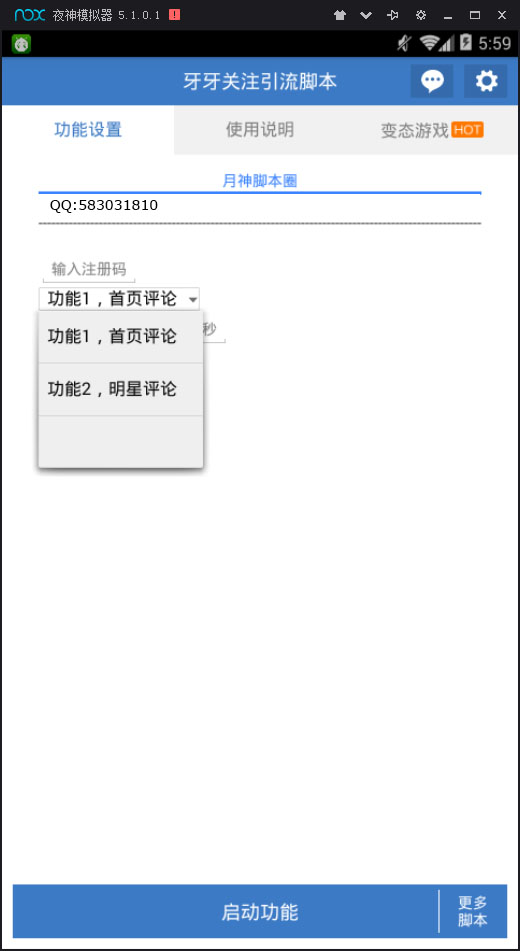 nox 夜神模拟器 5.1.0.1
5:59
牙牙关注引流脚本
功能设置 使用说明 变态游戏 HOT
月神脚本圈
QQ:583031810
输入注册码
功能1，首页评论
秒
功能1，首页评论
功能2，明星评论
启动功能
更多
脚本